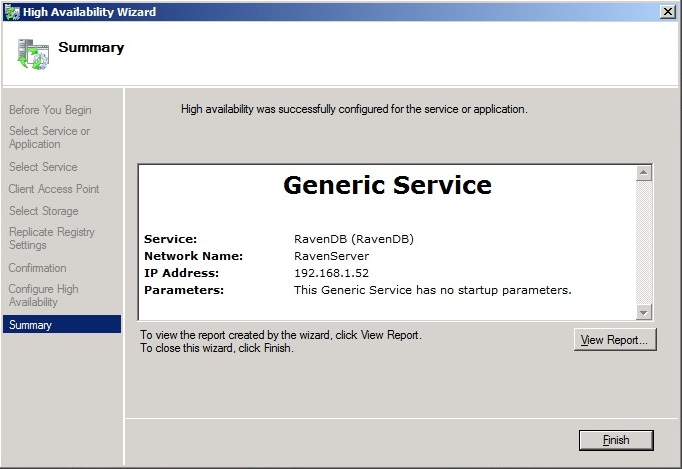 High Availability Wizard
Summary
Before You Begin
Select Service or
Application
Select Service
Client Access Point
Select Storage
Replicate Registry
Settings
Confirmation
Configure High
Availability
Summary
High availability was successfully configured for the service or application.
Generic Service
Service: RavenDB (RavenDB)
Network Name: RavenServer
IP Address: 192.168.1.52
Parameters: This Generic Service has no startup parameters.
To view the report created by the wizard, click View Report.
To close this wizard, click Finish.
View Report...
Finish